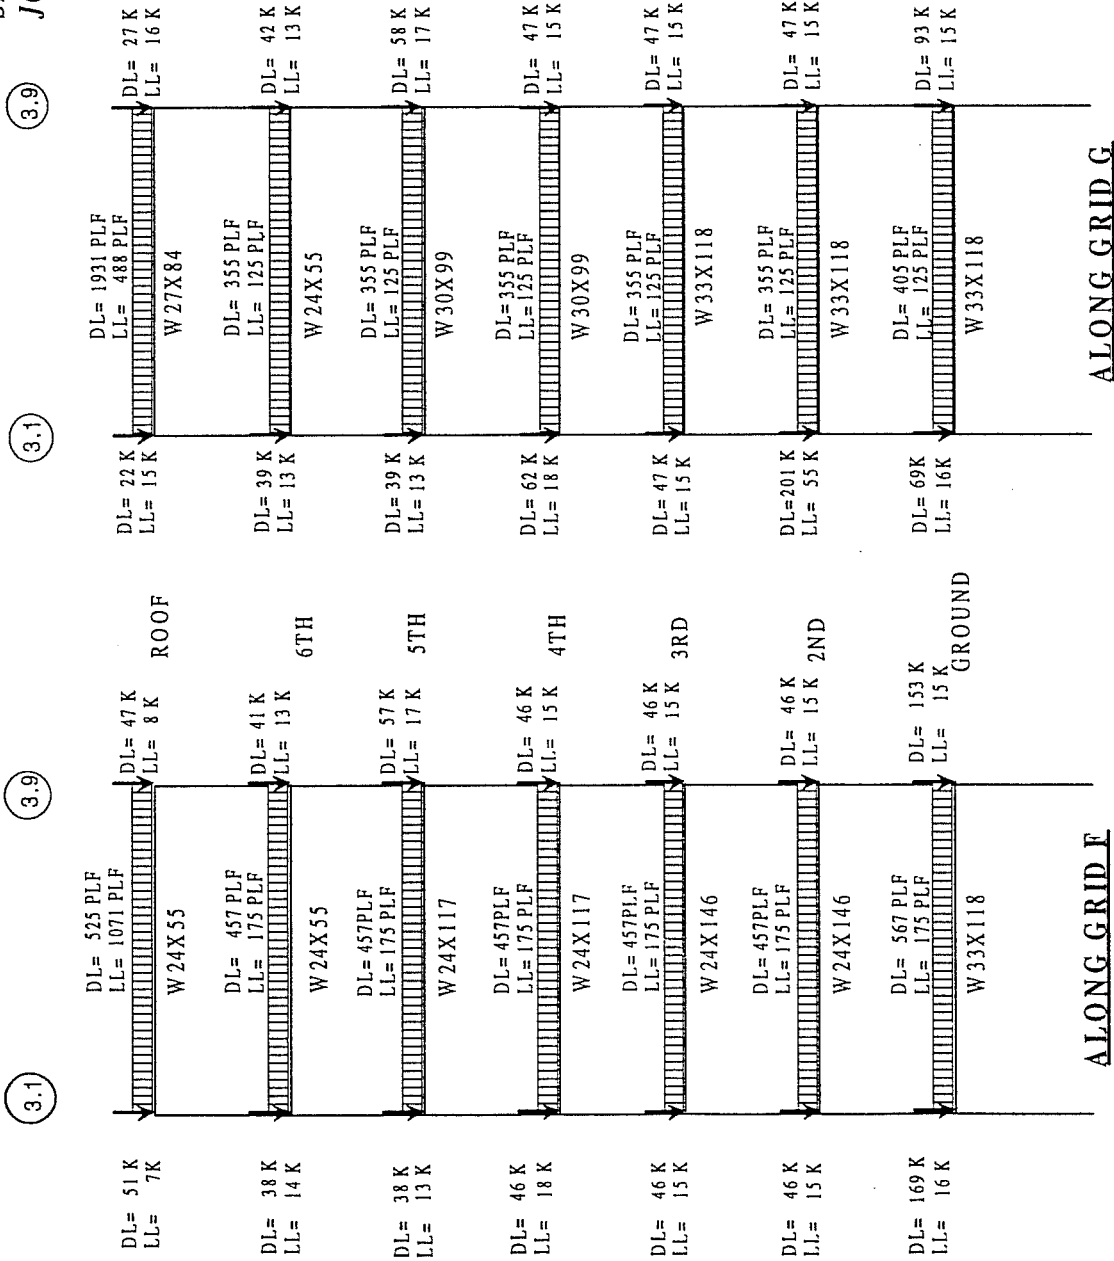 3.1 3.9 3.1 3.9
DL= 525 PLF
LL= 1071 PLF
DL= 1931 PLF
LL= 488 PLF
DL= 51 K
LL= 7K
DL= 47 K
LL= 8 K
DL= 22 K
LL= 15 K
DL= 27 K
LL= 16 K
W24X55
ROOF
W27X84
DL= 457 PLF
LL= 175 PLF
DL= 355 PLF
LL= 125 PLF
DL= 38 K
LL= 14 K
DL= 41 K
LL= 13 K
DL= 39 K
LL= 13 K
DL= 42 K
LL= 13 K
W24X55
6TH
W24X55
DL= 457PLF
LL=175 PLF
DL= 355 PLF
LL= 125 PLF
DL= 38 K
LL= 13 K
DL= 57 K
LL= 17 K
DL= 39 K
LL= 13 K
DL= 58 K
LL= 17 K
W24X117
5TH
W30X99
DL=457PLF
LL=175 PLF
DL=355 PLF
LL=125 PLF
DL= 46 K
LL= 18 K
DL= 46 K
LL= 15 K
DL= 62 K
LL= 18 K
DL= 47 K
LL= 15 K
W24X117
4TH
W30X99
DL=457PLF
LL=175 PLF
DL= 355 PLF
LL= 125 PLF
DL= 46 K
LL= 15 K
DL= 46 K
LL= 15 K
DL= 47 K
LL= 15 K
DL= 47 K
LL= 15 K
W24X146
3RD
W33X118
DL=457PLF
LL=175 PLF
DL= 355 PLF
LL= 125 PLF
DL= 46 K
LL= 15 K
DL= 46 K
LL= 15 K
DL=201 K
LL= 55 K
DL= 47 K
LL= 15 K
W24X146
2ND
W33X118
DL= 567 PLF
LL= 175 PLF
DL= 405 PLF
LL= 125 PLF
DL= 169 K
LL= 16 K
DL= 153 K
LL= 15 K
DL= 69K
LL= 16K
DL= 93 K
LL= 15 K
W33X118
GROUND
W33X118
ALONG GRID F
ALONG GRID G